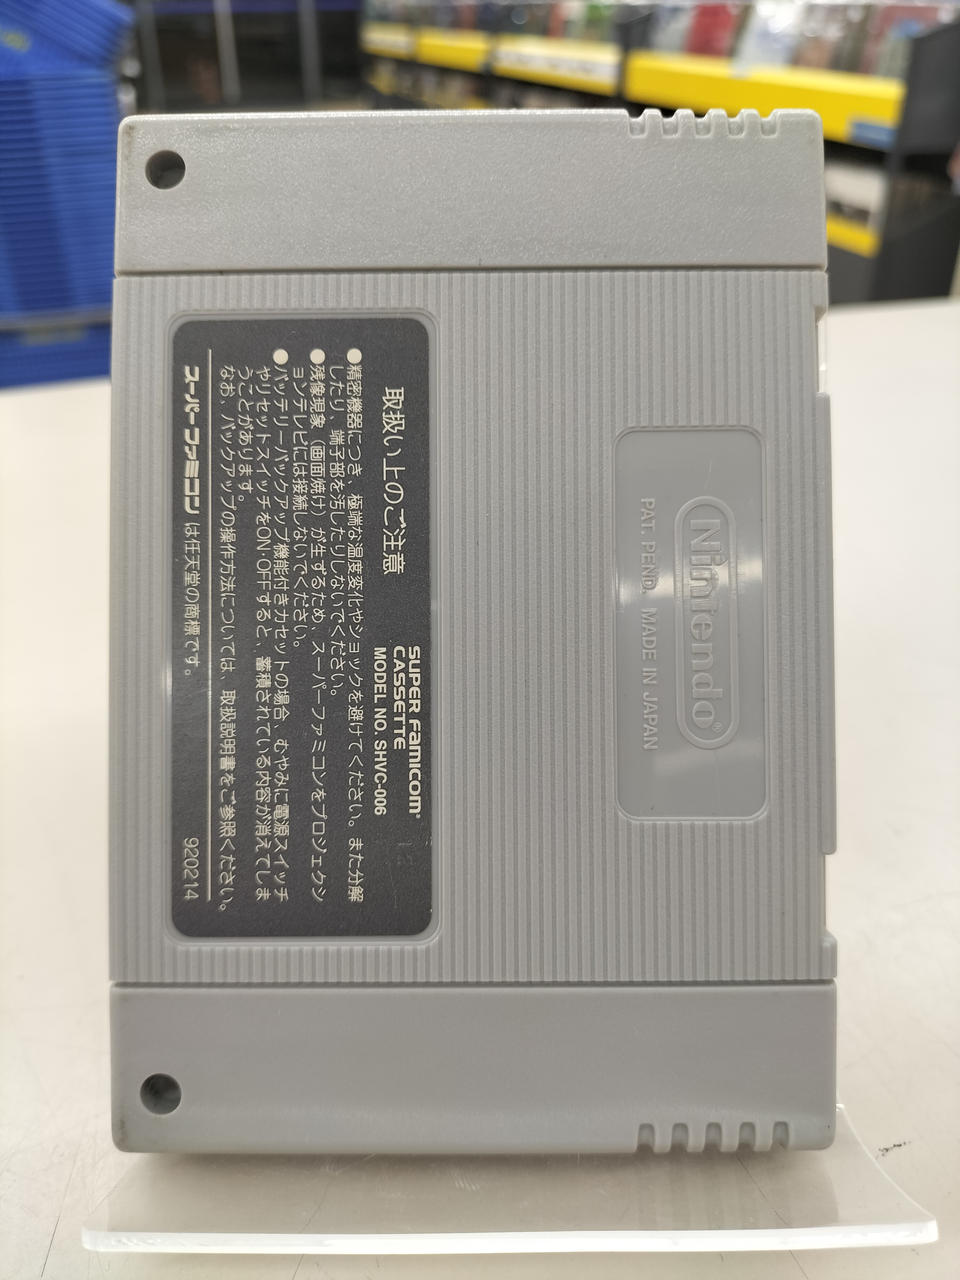 取扱い上のご注意
SUPER FAMICOM®
CASSETTE
MODEL NO. SHVC-006
●精密機器につき、極端な温度変化やショックを避けてください。また分解
したり、端子部を汚したりしないでください。
●残像現象（画面焼け）が生ずるため、スーパーファミコンをプロジェクシ
ョンテレビには接続しないでください。
●バッテリーバックアップ機能付きカセットの場合　むやみに電源スイッチ
やリセットスイッチをON・OFFすると、蓄積されている内容が消えてしま
うことがあります。
なお、バックアップの操作方法については、取扱説明書をご参照ください。
スーパーファミコンは任天堂の商標です。
920214
Nintendo®
PAT. PEND. MADE IN JAPAN